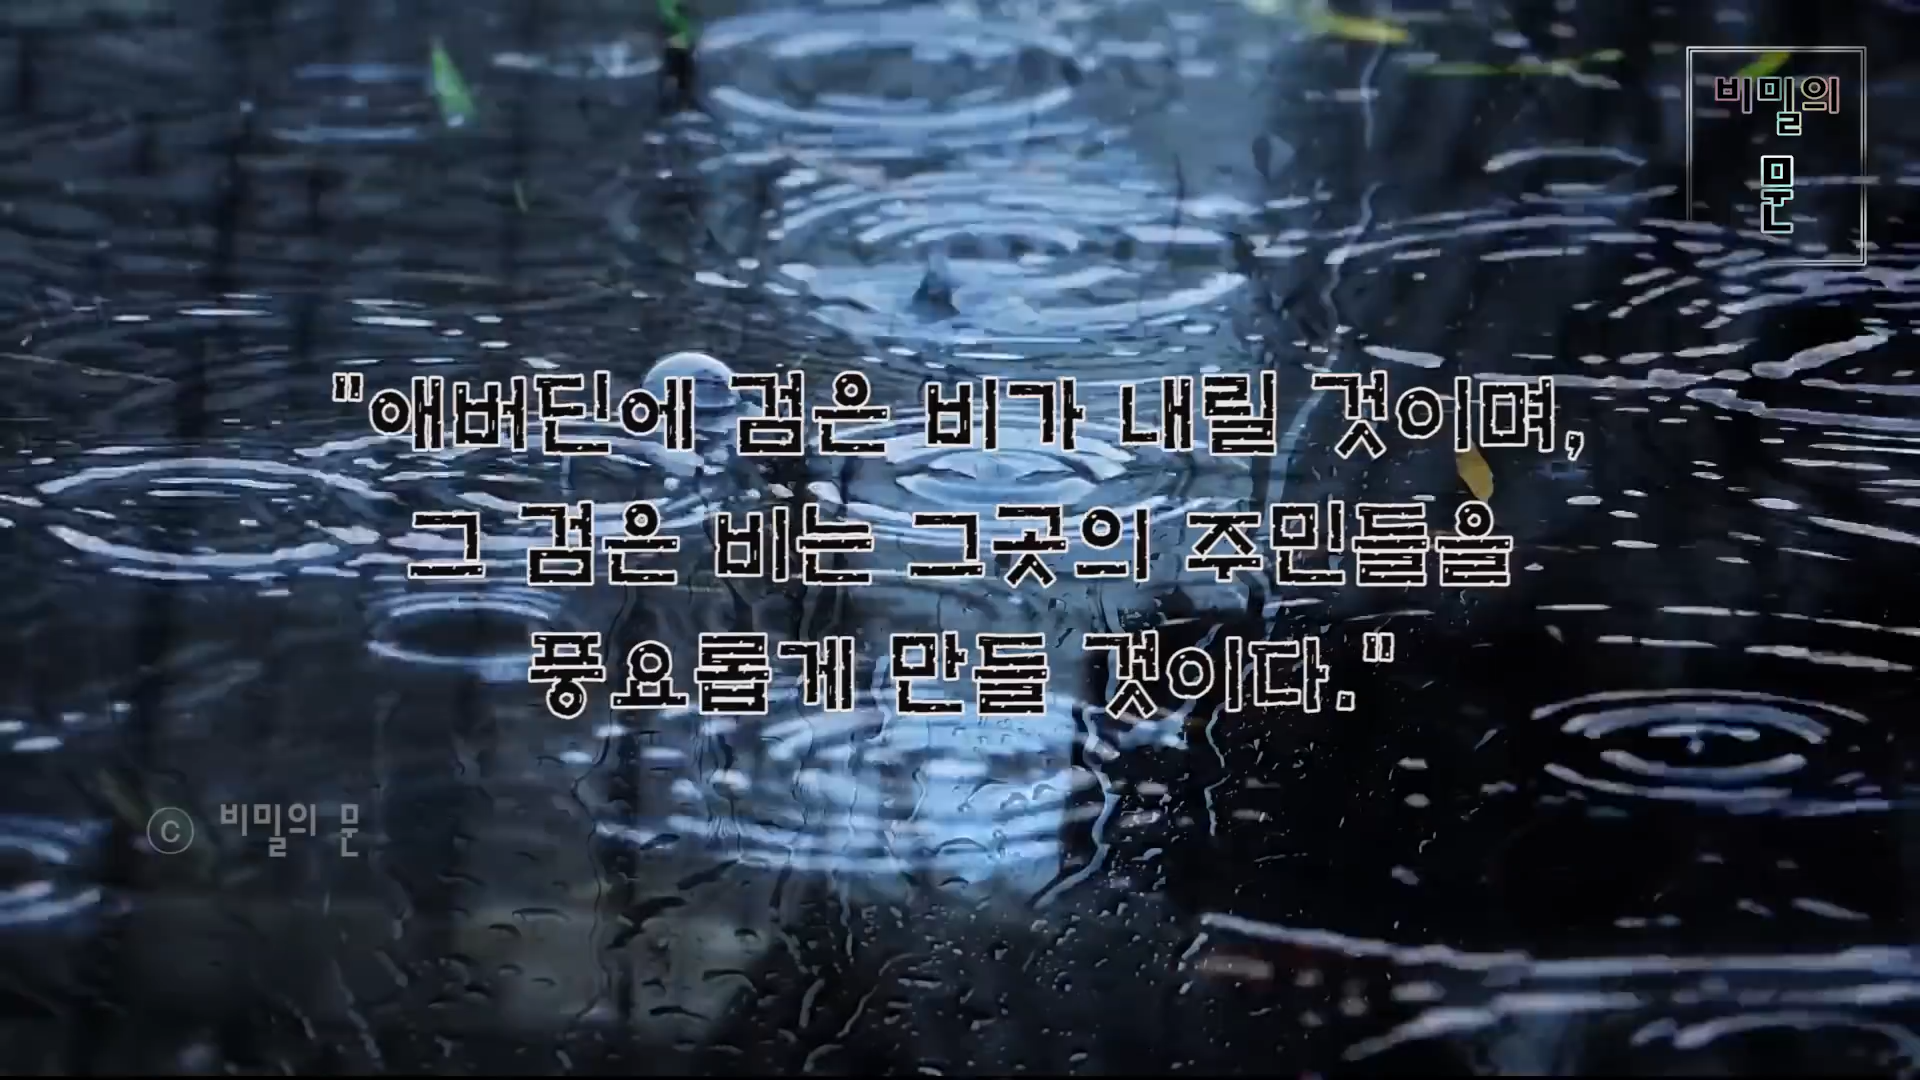 비밀의
문
"애버딘에 검은 비가 내릴 것이며,
그 검은 비는 그곳의 주민들을
풍요롭게 만들 것이다."
ⓒ 비밀의 문